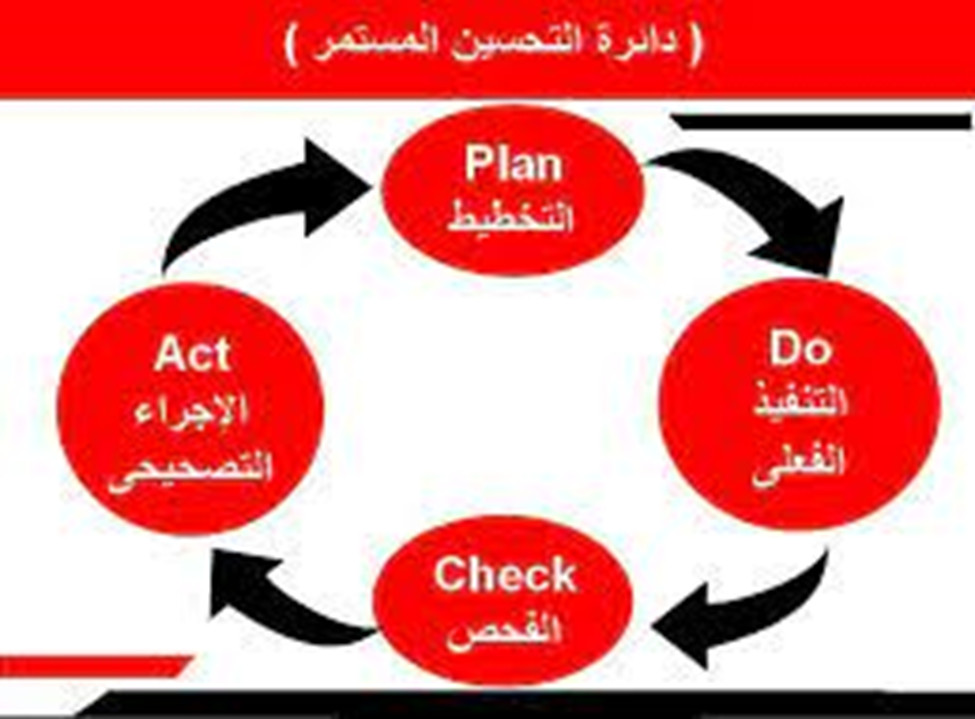 ( دائرة التحسين المستمر )
Plan
التخطيط
Do
التنفيذ
الفعلى
Check
الفحص
Act
الاجراء
التصحيحى